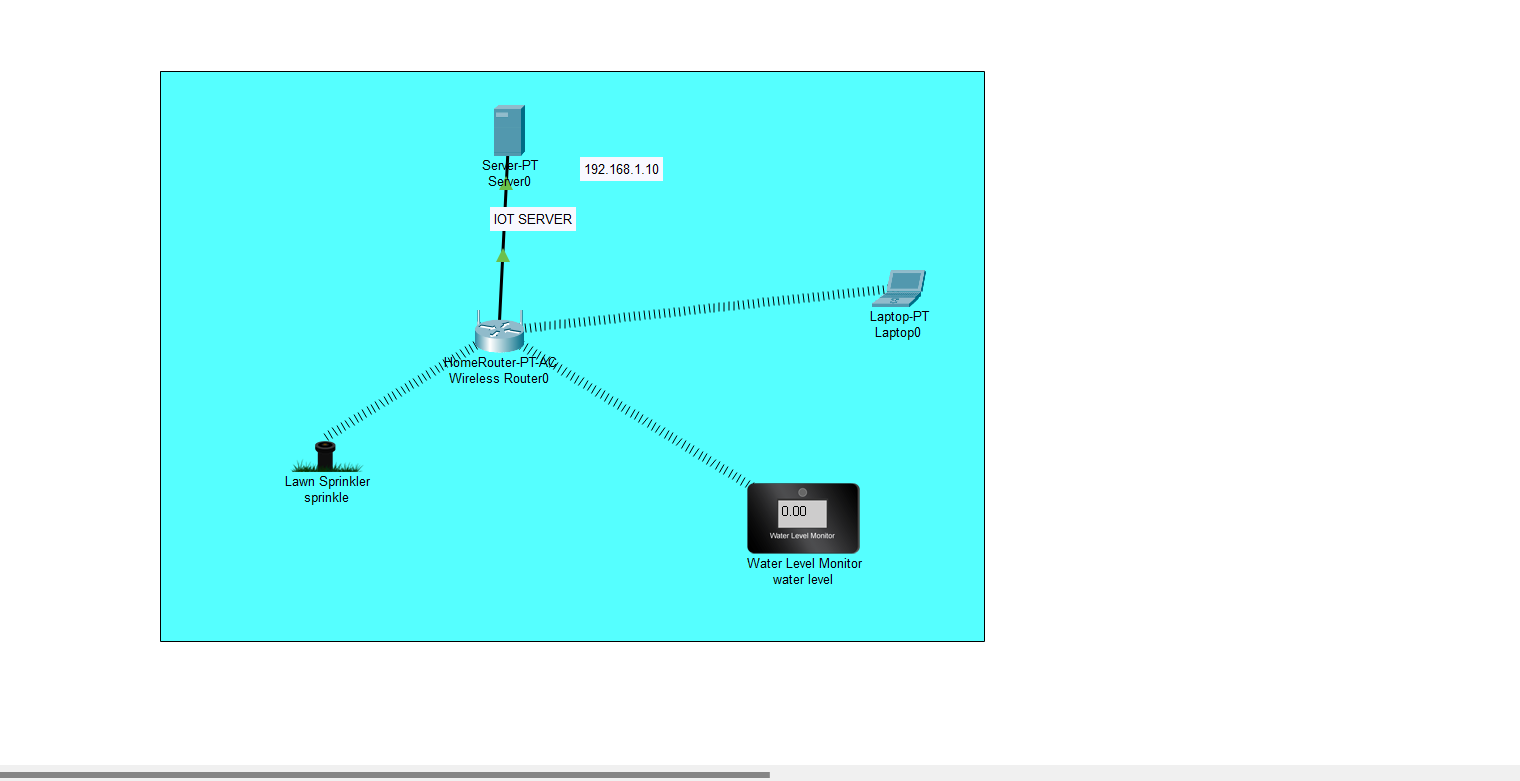 Server-PT
Server0
192.168.1.10
IOT SERVER
Laptop-PT
Laptop0
HomeRouter-PT-AC
Wireless Router0
Lawn Sprinkler
sprinkle
0.00
Water Level Monitor
Water Level Monitor
water level